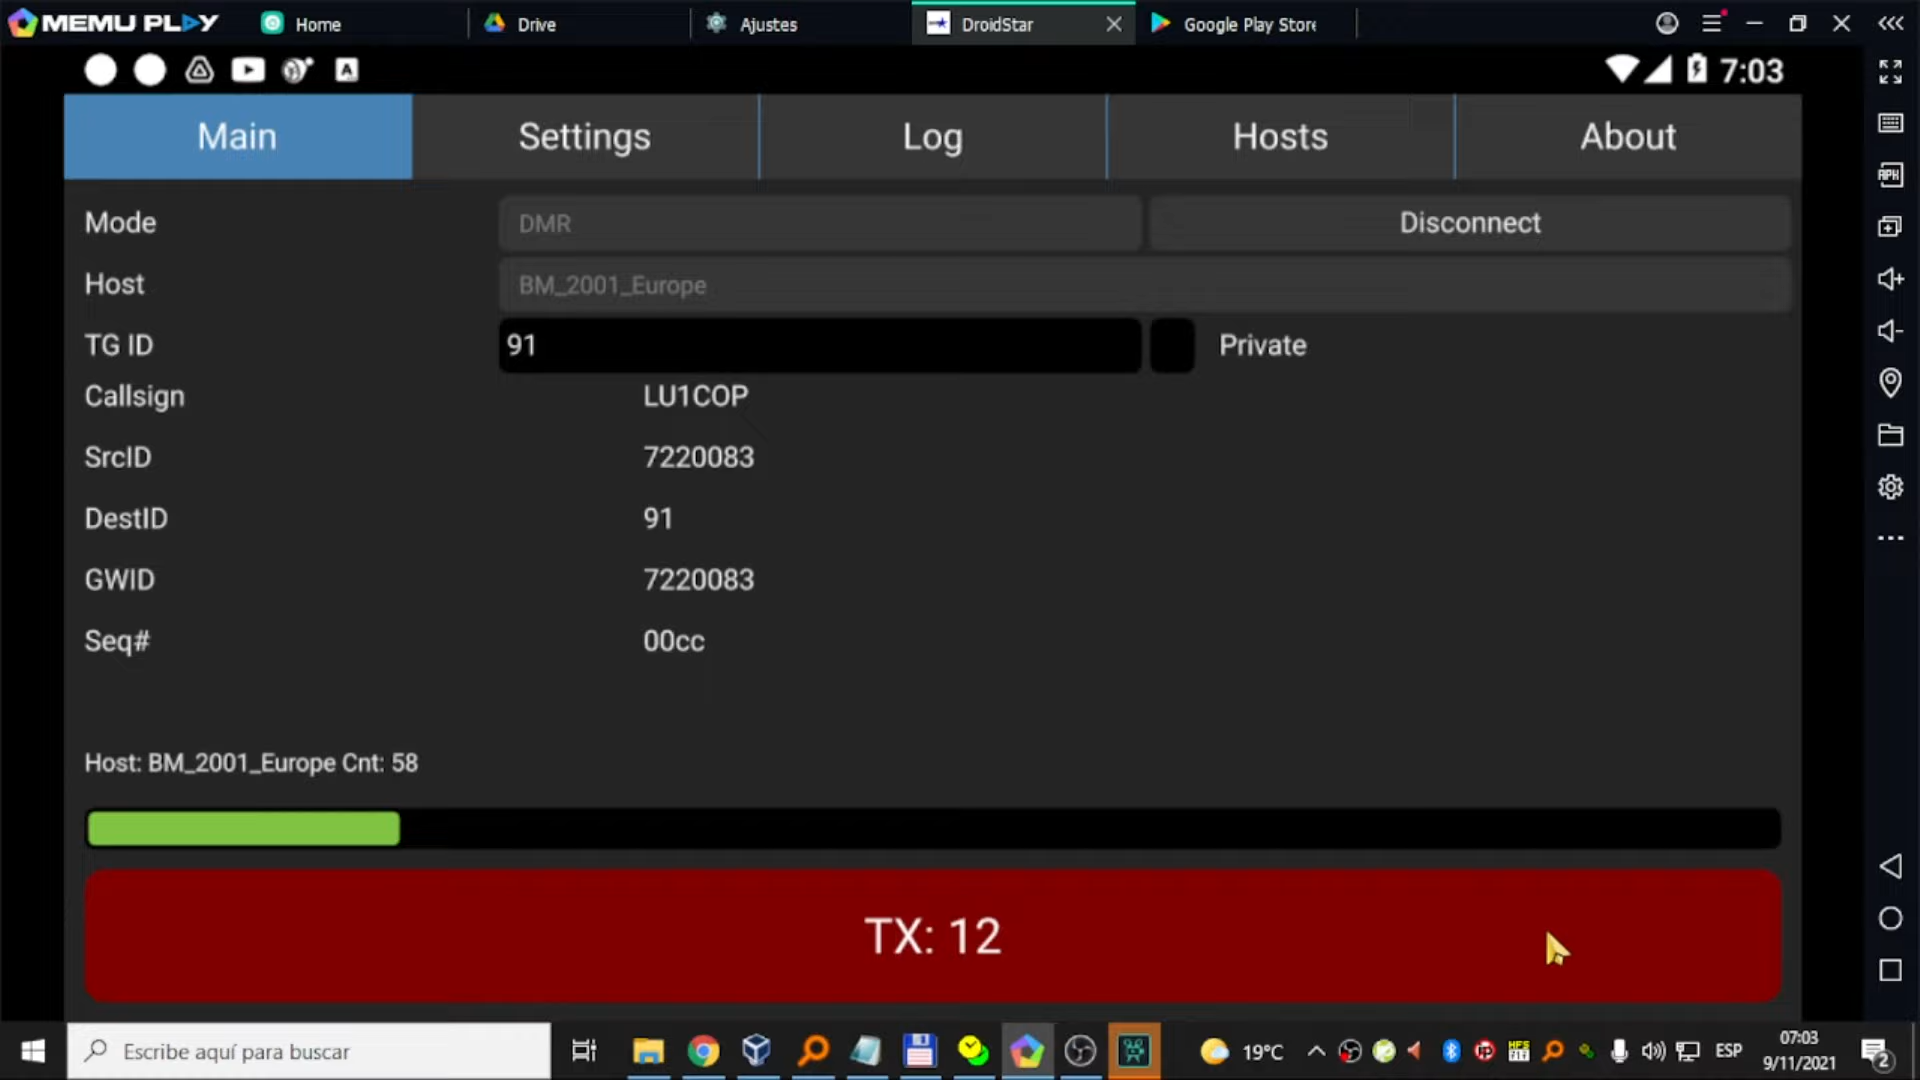 MEMU PLAY
Home
Drive
Ajustes
DroidStar
Google Play Store
7:03
Main
Settings
Log
Hosts
About
Mode
DMR
Disconnect
Host
BM_2001_Europe
TG ID
91
Private
Callsign
LU1COP
SrcID
7220083
DestID
91
GWID
7220083
Seq#
00cc
Host: BM_2001_Europe Cnt: 58
TX: 12
Escribe aquí para buscar
19°C
ESP
07:03
9/11/2021
2
A
APK